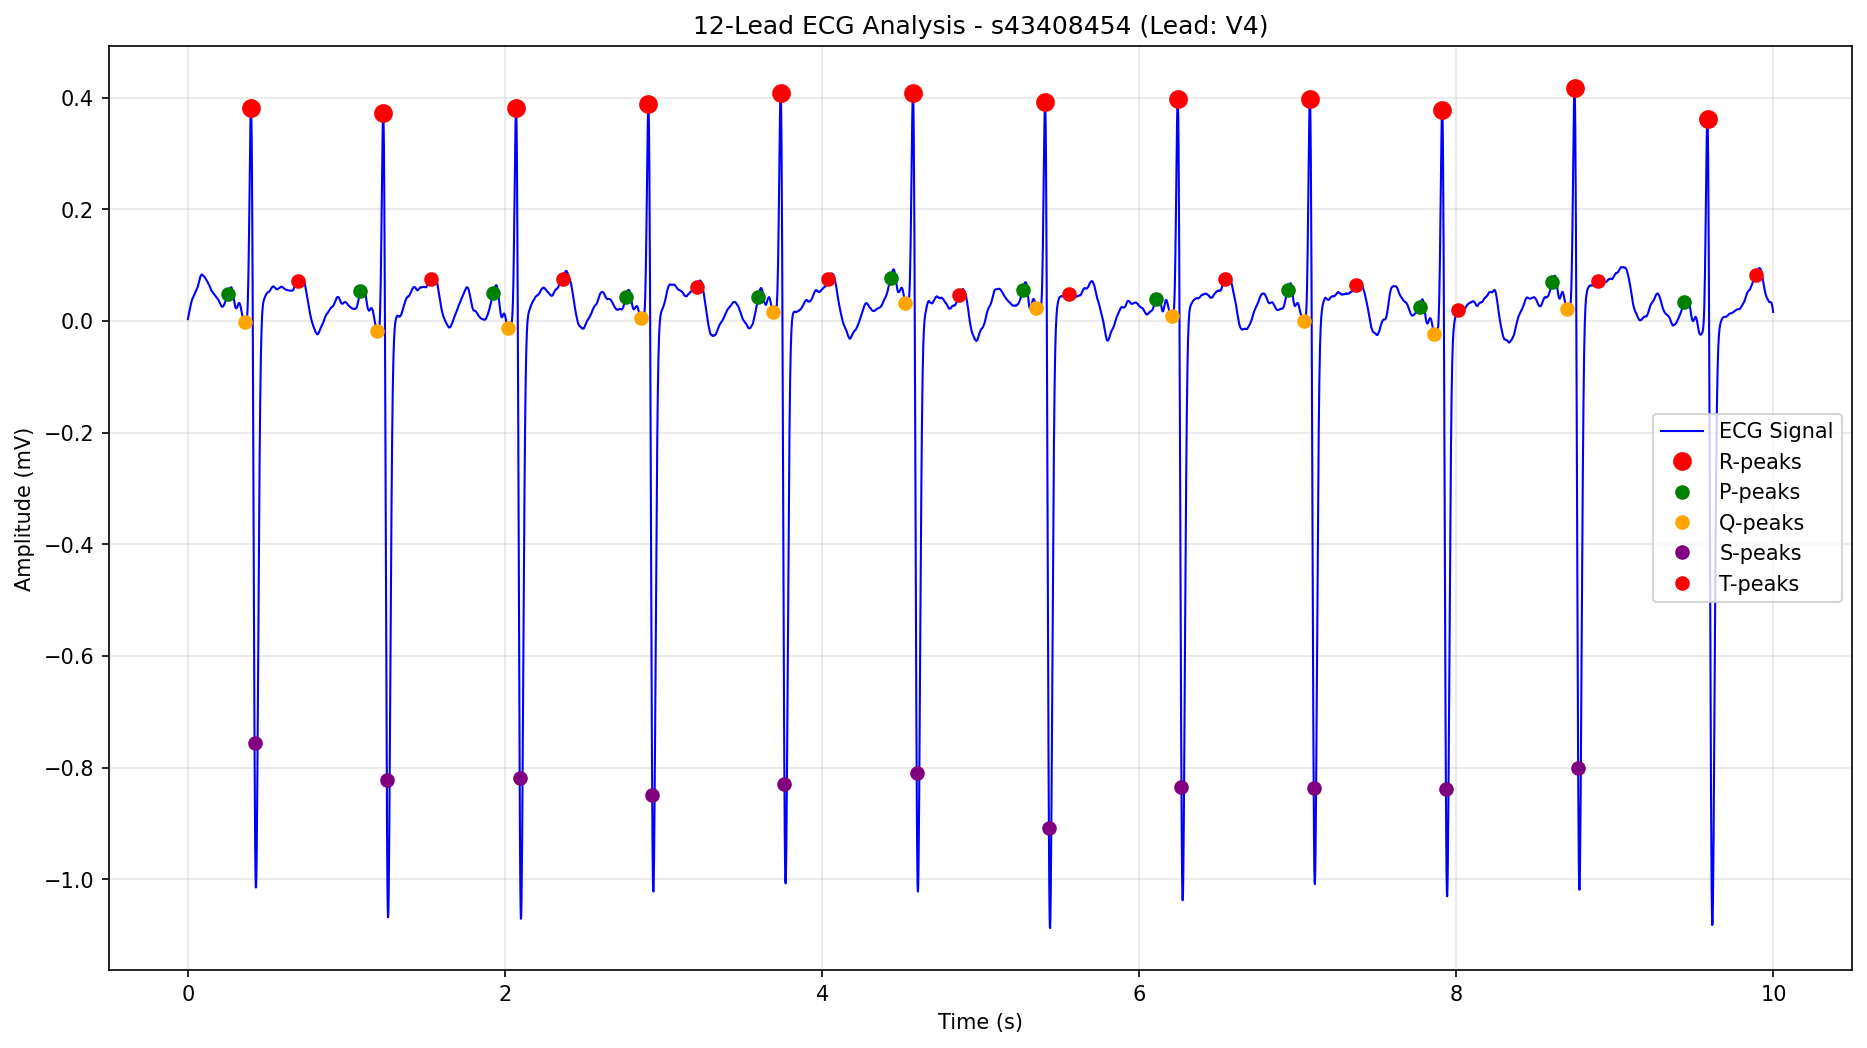 12-Lead ECG Analysis - s43408454 (Lead: V4)
Amplitude (mV)
0.4
0.2
0.0
−0.2
−0.4
−0.6
−0.8
−1.0
ECG Signal
R-peaks
P-peaks
Q-peaks
S-peaks
T-peaks
0 2 4 6 8 10
Time (s)